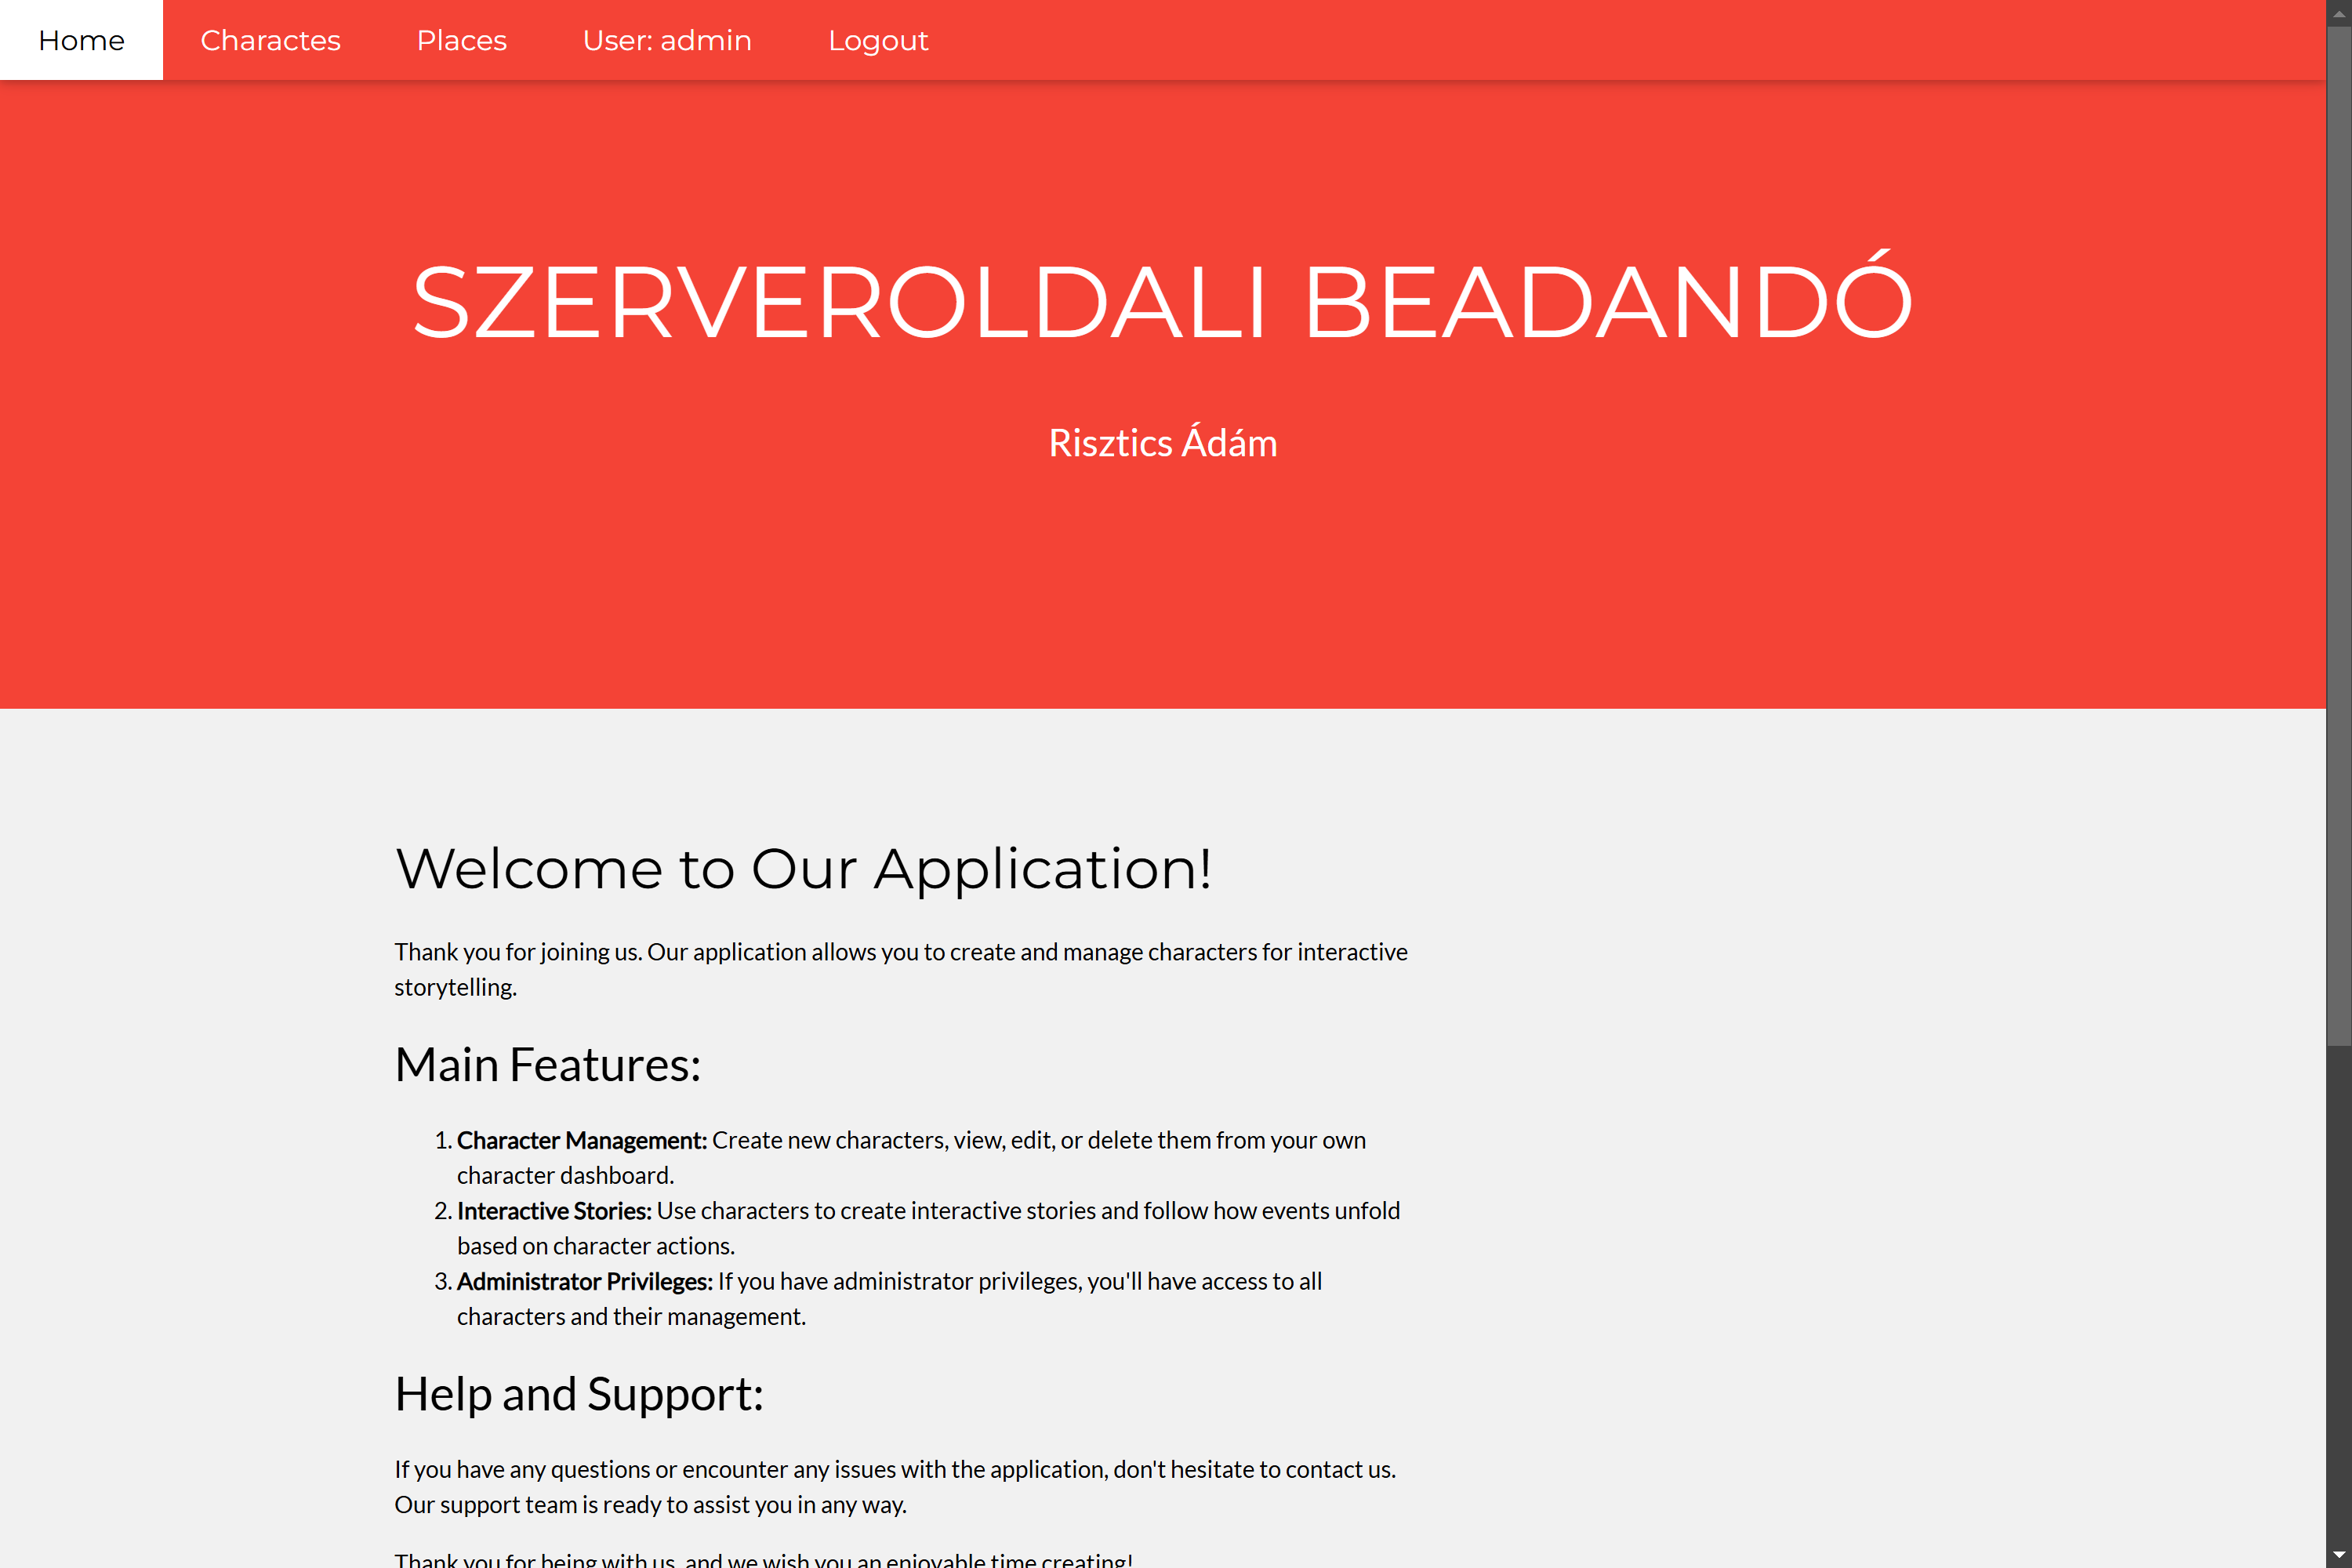 Home Charactes Places User: admin Logout
SZERVEROLDALI BEADANDÓ
Risztics Ádám
Welcome to Our Application!
Thank you for joining us. Our application allows you to create and manage characters for interactive
storytelling.
Main Features:
1. Character Management: Create new characters, view, edit, or delete them from your own
character dashboard.
2. Interactive Stories: Use characters to create interactive stories and follow how events unfold
based on character actions.
3. Administrator Privileges: If you have administrator privileges, you'll have access to all
characters and their management.
Help and Support:
If you have any questions or encounter any issues with the application, don't hesitate to contact us.
Our support team is ready to assist you in any way.
Thank you for being with us, and we wish you an enjoyable time creating!